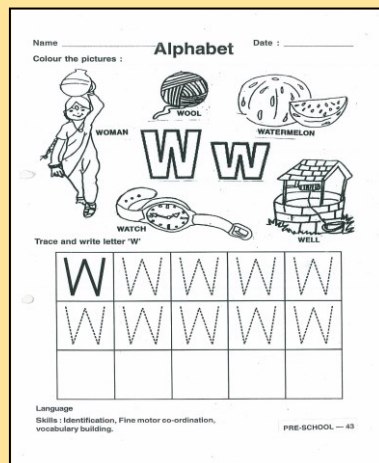 Name
Alphabet
Date :
Colour the pictures :
WOMAN
WOOL
WATERMELON
W w
WATCH
WELL
Trace and write letter 'W'
W W W W W
W W W W W
Language
Skills : Identification, Fine motor co-ordination,
vocabulary building.
PRE-SCHOOL — 43